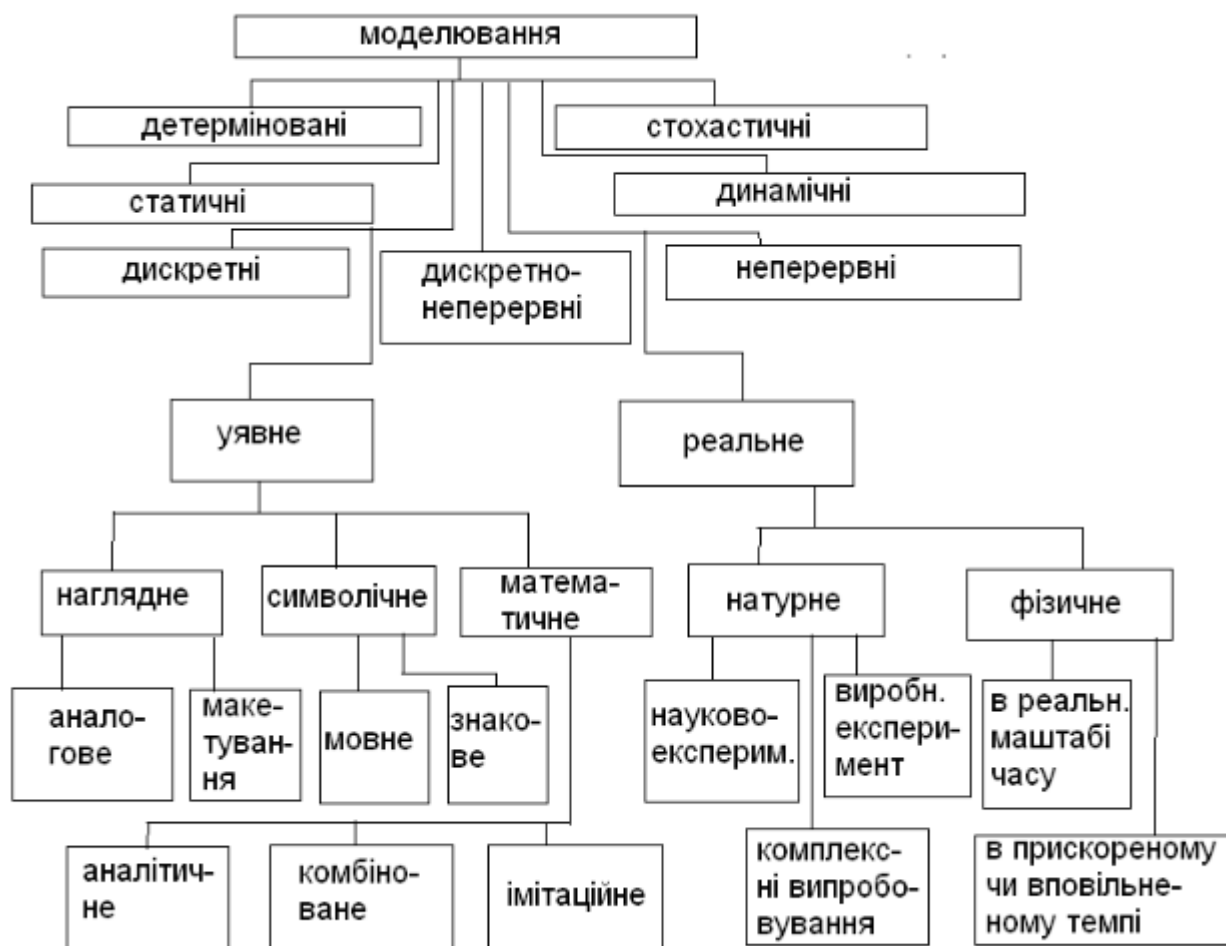 моделювання
детерміновані
стохастичні
статичні
динамічні
дискретні
дискретно-
неперервні
неперервні
уявне
реальне
наглядне
символічне
матема-
тичне
натурне
фізичне
анало-
гове
маке-
туван-
ня
мовне
знако-
ве
науково-
експерим.
виробн.
експери-
мент
в реальн.
маштабі
часу
аналітич-
не
комбіно-
ване
імітаційне
комплекс-
ні випробо-
вування
в прискореному
чи вповільне-
ному темпі